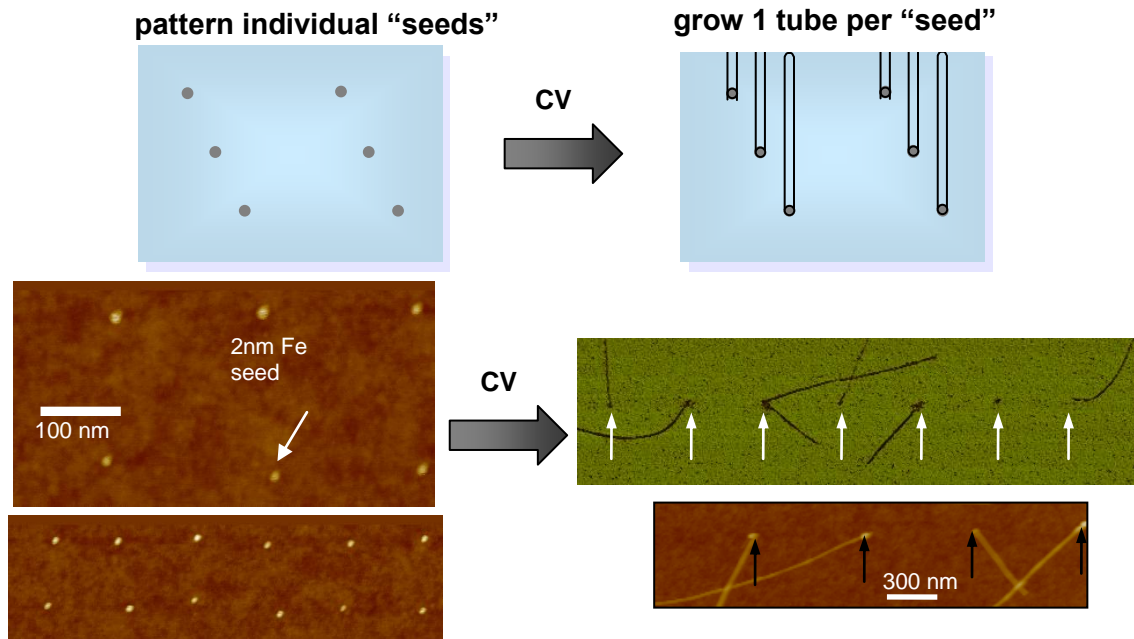 pattern individual “seeds”
grow 1 tube per “seed”
CV
2nm Fe
seed
100 nm
CV
300 nm